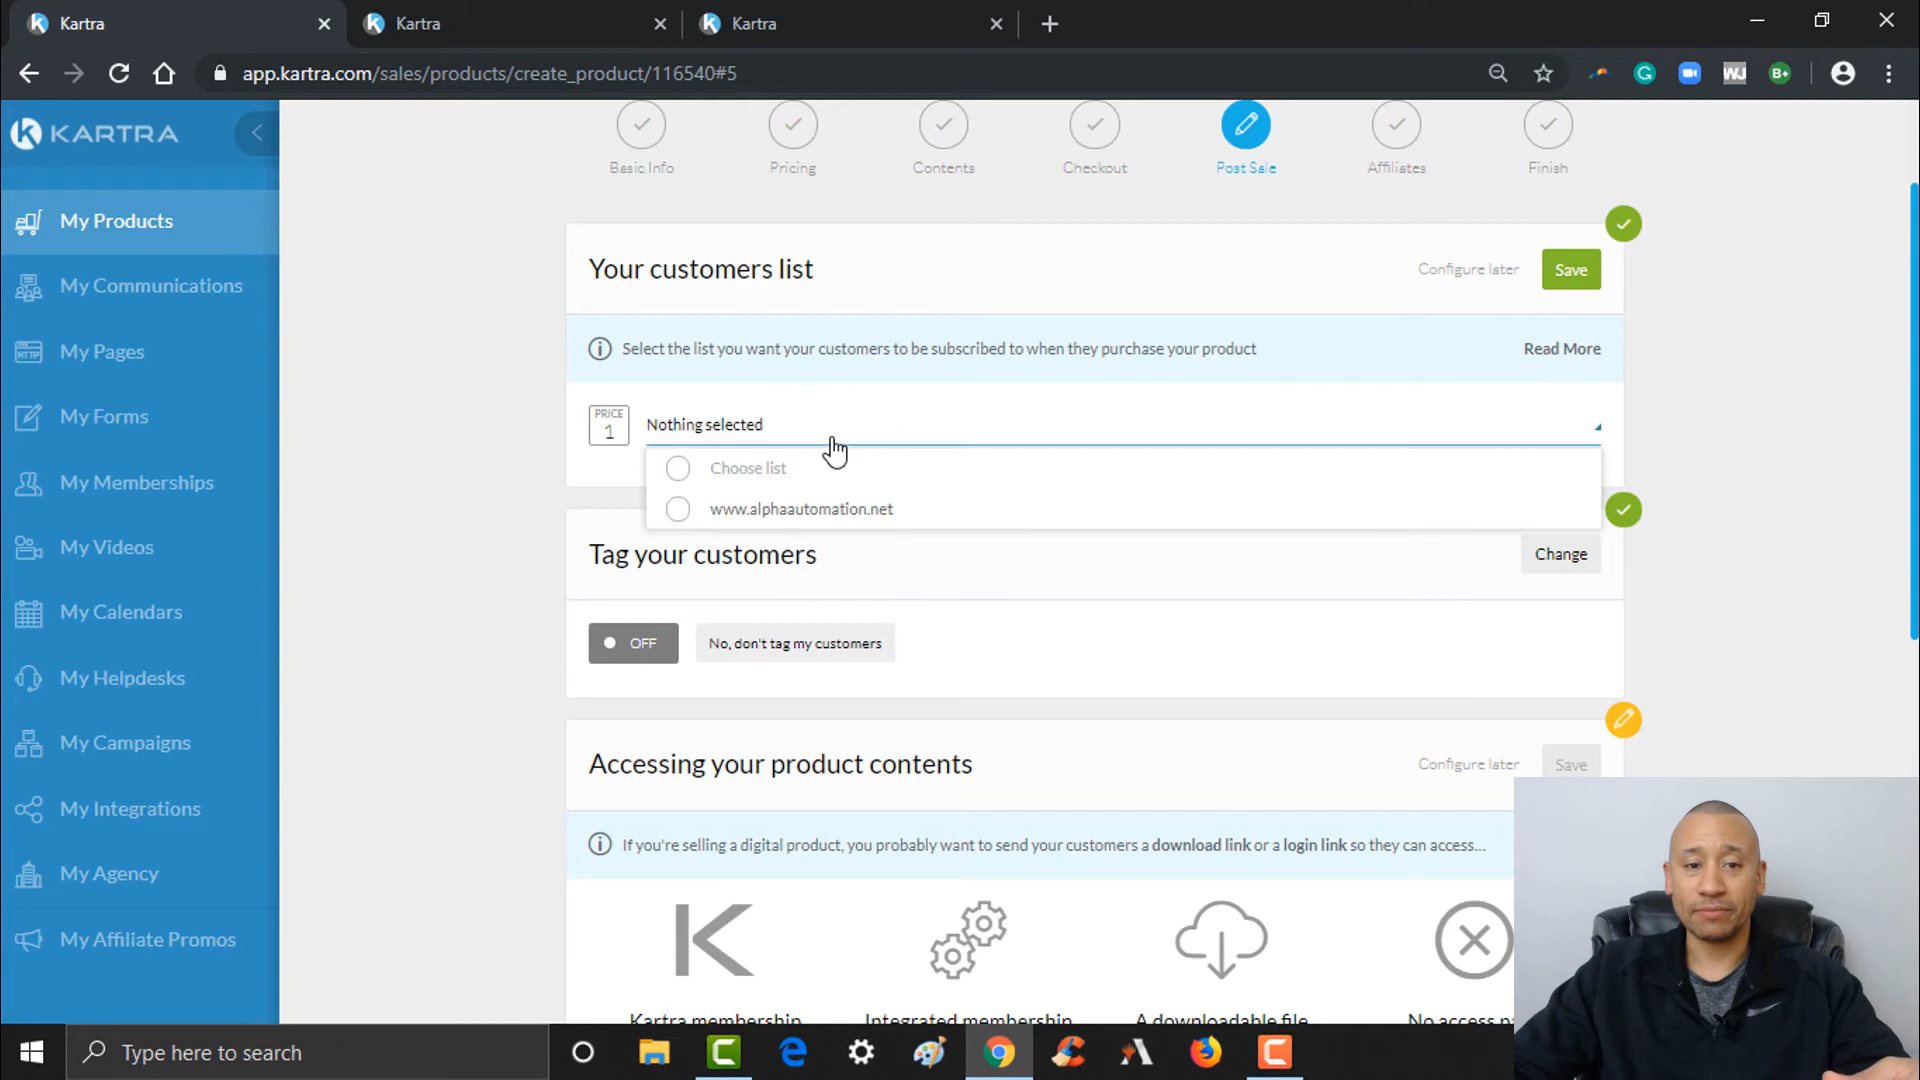 Kartra
Kartra
Kartra
app.kartra.com/sales/products/create_product/116540#5
WJ
B+
KARTRA
My Products
My Communications
My Pages
HTTP
My Forms
My Memberships
My Videos
My Calendars
My Helpdesks
My Campaigns
My Integrations
My Agency
My Affiliate Promos
Basic Info
Pricing
Contents
Checkout
Post Sale
Affiliates
Finish
Your customers list
Configure later
Save
Select the list you want your customers to be subscribed to when they purchase your product
Read More
PRICE
1
Nothing selected
Choose list
www.alphaautomation.net
Tag your customers
Change
OFF
No, don't tag my customers
Accessing your product contents
Configure later
Save
If you're selling a digital product, you probably want to send your customers a download link or a login link so they can access...
Kartra membership
Integrated membership
A downloadable file
No access
Type here to search